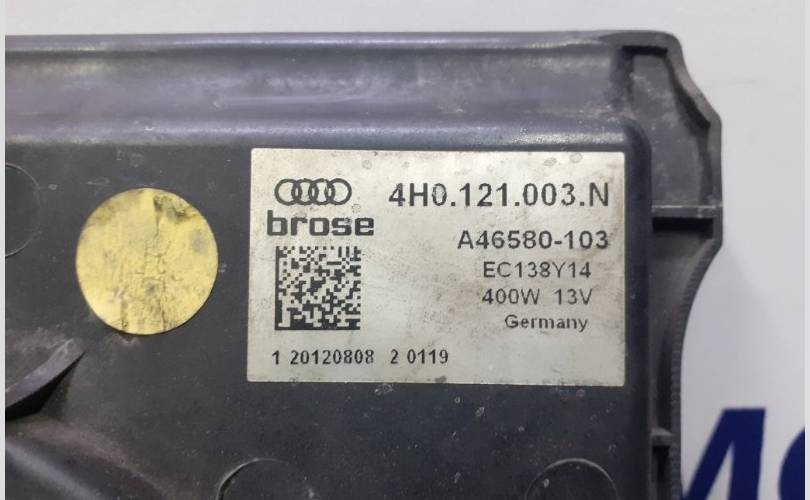 4H0.121.003.N
brose
A46580-103
EC138Y14
400W 13V
Germany
1 20120808 2 0119